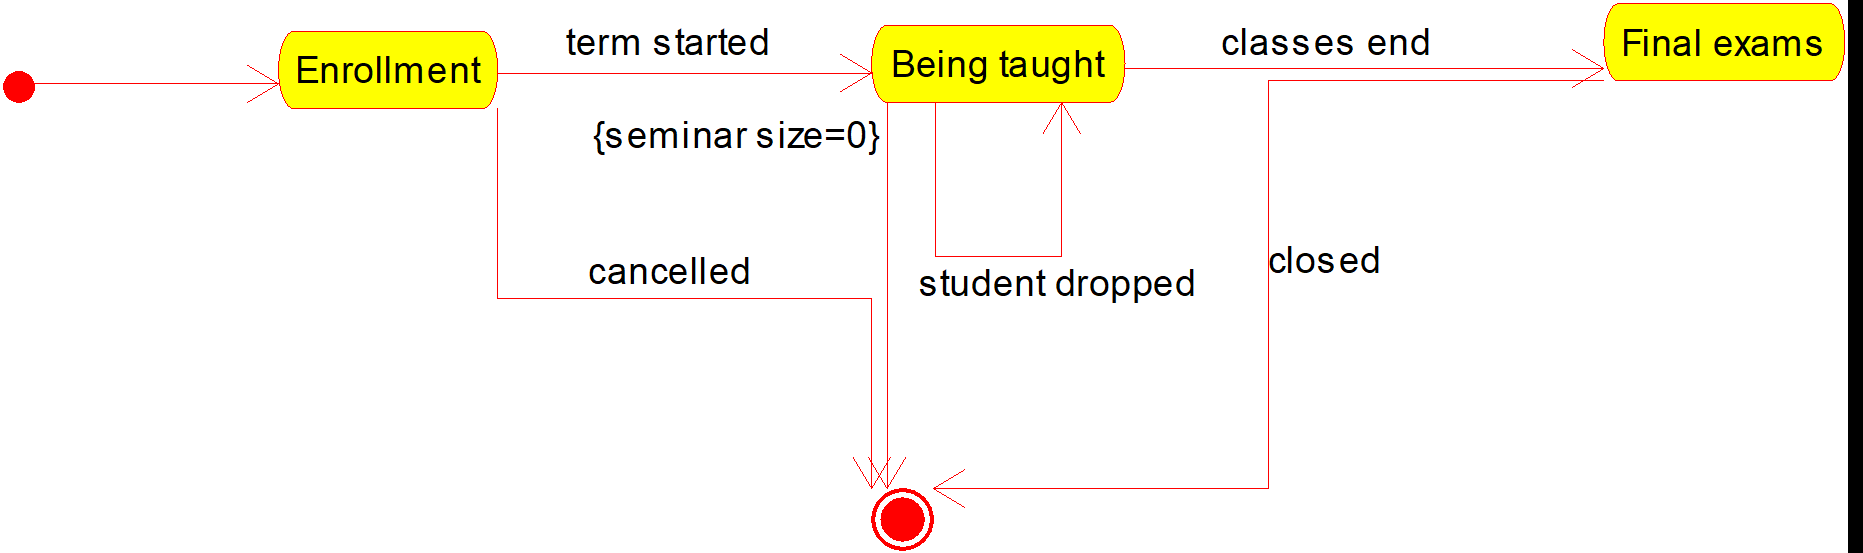 term started
classes end
Final exams
Enrollment
Being taught
{seminar size=0}
cancelled
student dropped
closed